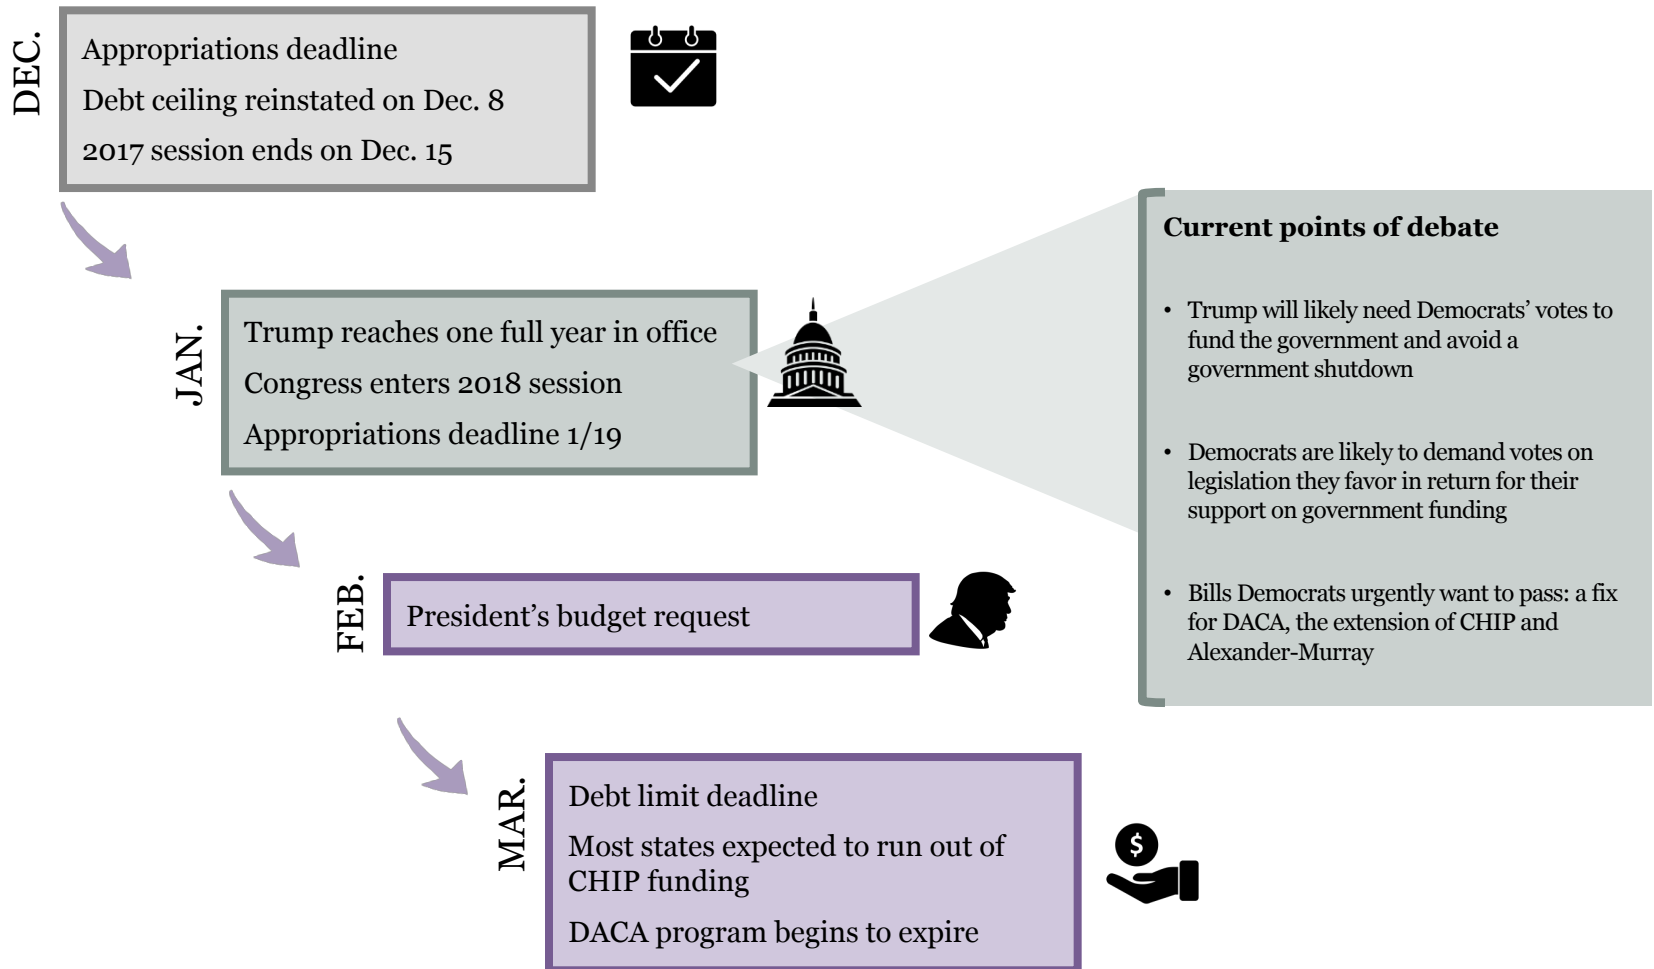 DEC.
Appropriations deadline
Debt ceiling reinstated on Dec. 8
2017 session ends on Dec. 15
JAN.
Trump reaches one full year in office
Congress enters 2018 session
Appropriations deadline 1/19
Current points of debate
• Trump will likely need Democrats’ votes to
fund the government and avoid a
government shutdown
• Democrats are likely to demand votes on
legislation they favor in return for their
support on government funding
• Bills Democrats urgently want to pass: a fix
for DACA, the extension of CHIP and
Alexander-Murray
FEB.
President’s budget request
MAR.
Debt limit deadline
Most states expected to run out of
CHIP funding
DACA program begins to expire
$